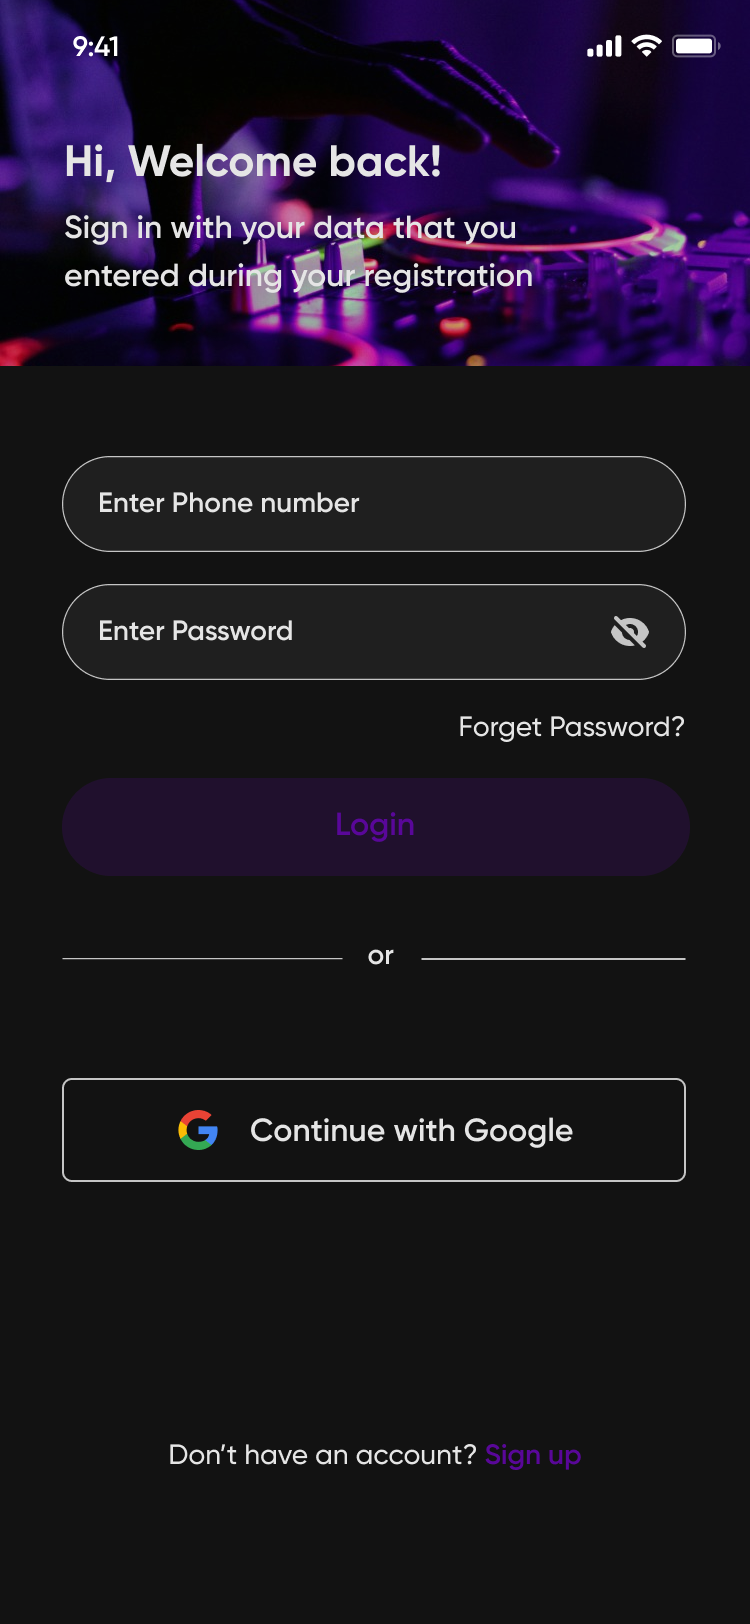 9:41
Hi, Welcome back!
Sign in with your data that you
entered during your registration
Enter Phone number
Enter Password
Forget Password?
Login
or
Continue with Google
Don’t have an account? Sign up